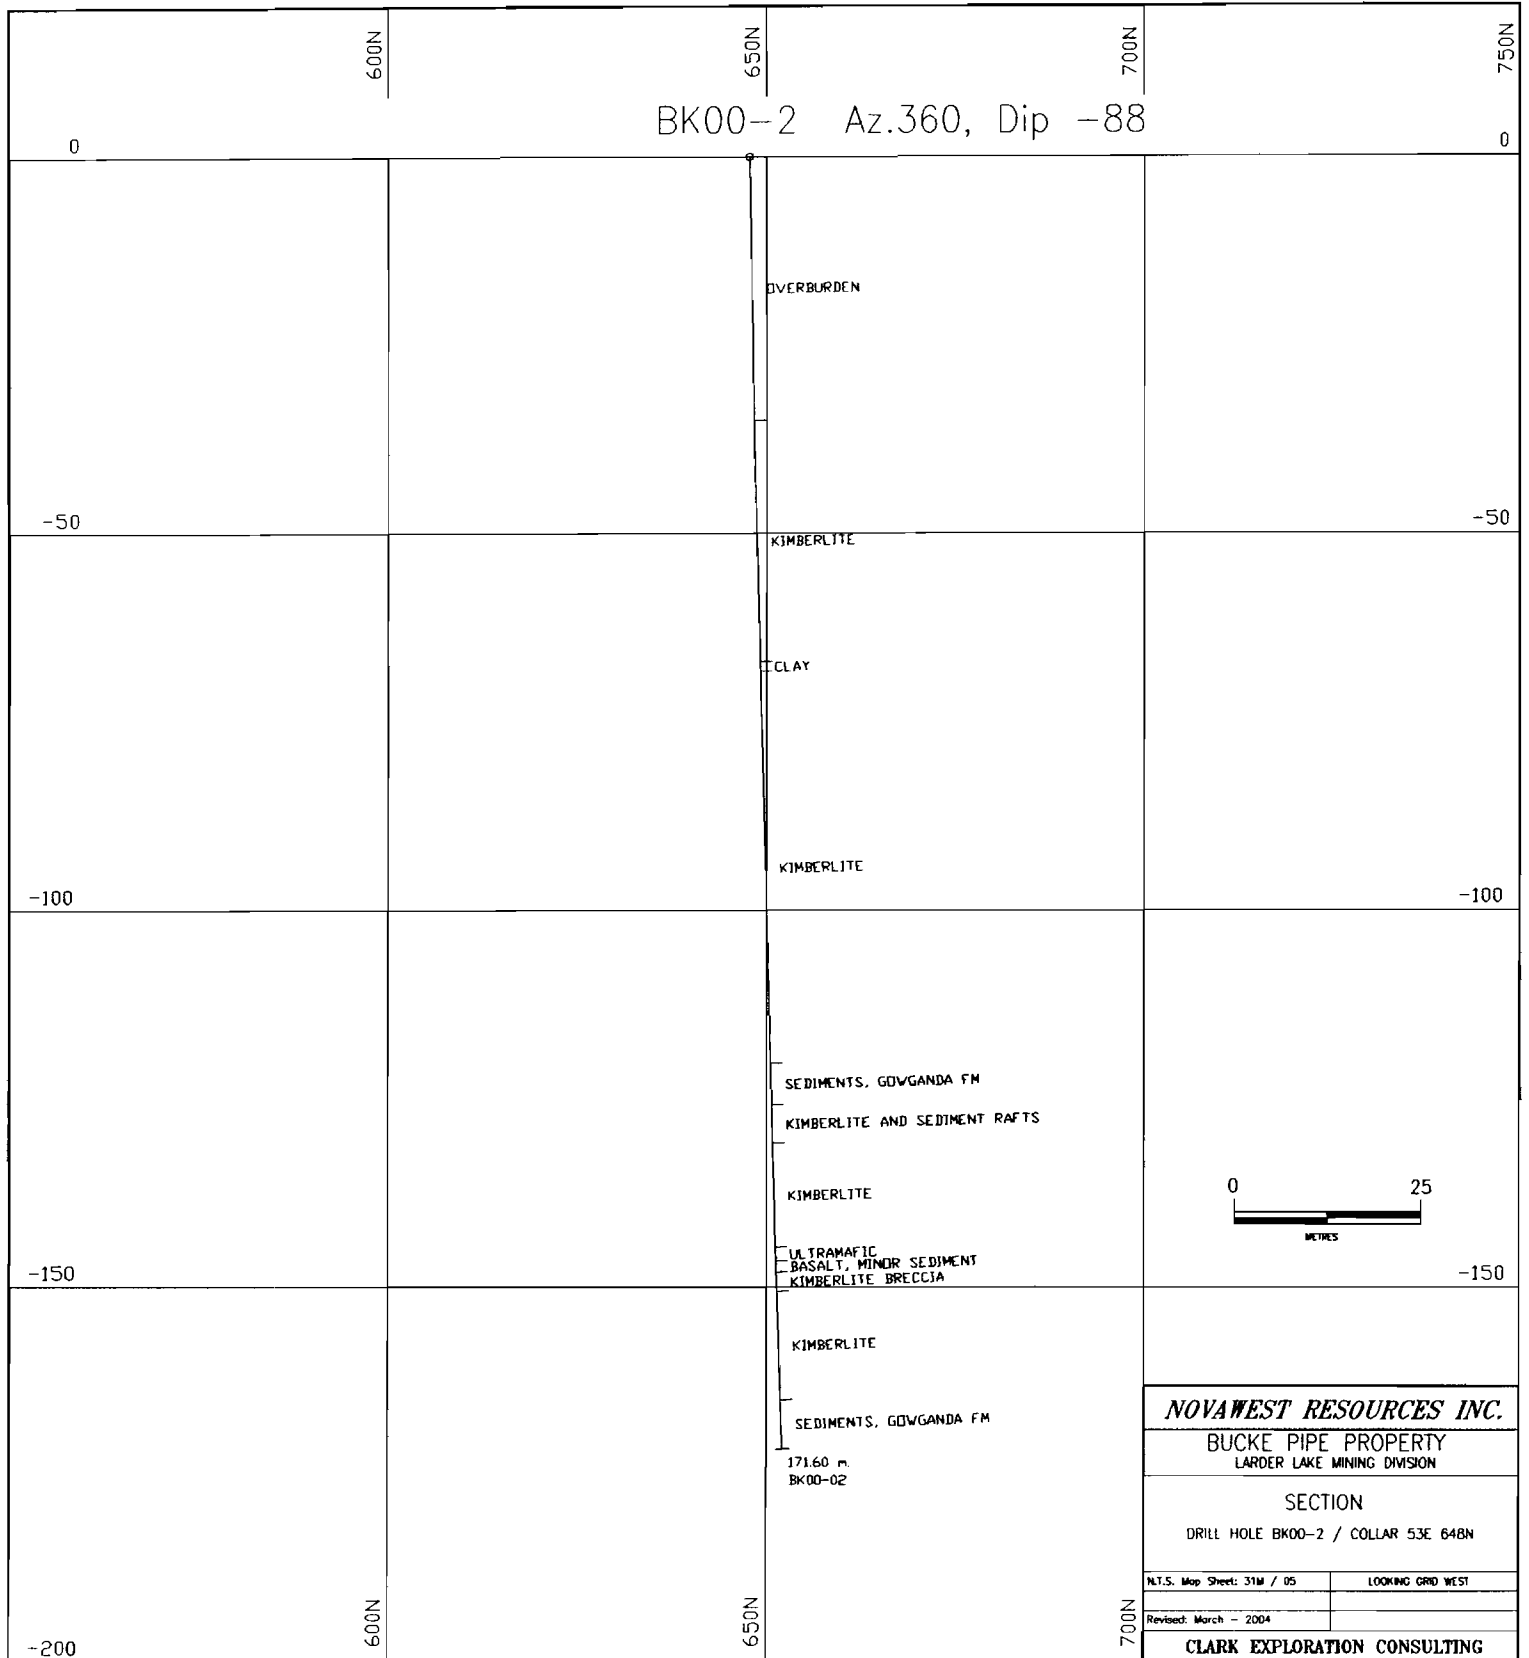 600N
650N
700N
750N
BK00-2 Az.360, Dip -88
0
0
OVERBURDEN
-50
-50
KIMBERLITE
CLAY
KIMBERLITE
-100
-100
SEDIMENTS, GOWGANDA FM
KIMBERLITE AND SEDIMENT RAFTS
KIMBERLITE
0 25
METRES
ULTRAMAFIC
BASALT, MINOR SEDIMENT
KIMBERLITE BRECCIA
-150
-150
KIMBERLITE
SEDIMENTS, GOWGANDA FM
171.60 m.
BK00-02
NOVAWEST RESOURCES INC.
BUCKE PIPE PROPERTY
LARDER LAKE MINING DIVISION
SECTION
DRILL HOLE BK00-2 / COLLAR 53E 648N
N.T.S. Map Sheet: 31M / 05
LOOKING GRID WEST
Revised: March - 2004
CLARK EXPLORATION CONSULTING
600N
650N
700N
-200